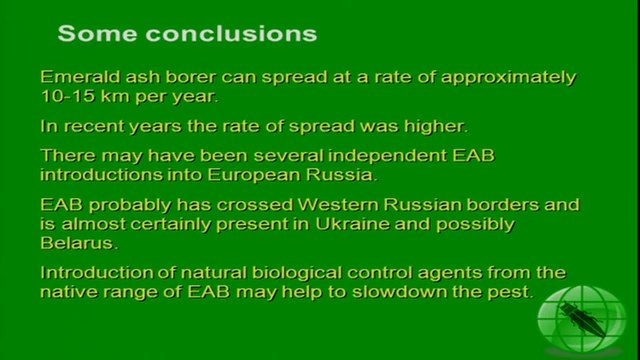 Some conclusions
Emerald ash borer can spread at a rate of approximately
10-15 km per year.
In recent years the rate of spread was higher.
There may have been several independent EAB
introductions into European Russia.
EAB probably has crossed Western Russian borders and
is almost certainly present in Ukraine and possibly
Belarus.
Introduction of natural biological control agents from the
native range of EAB may help to slowdown the pest.